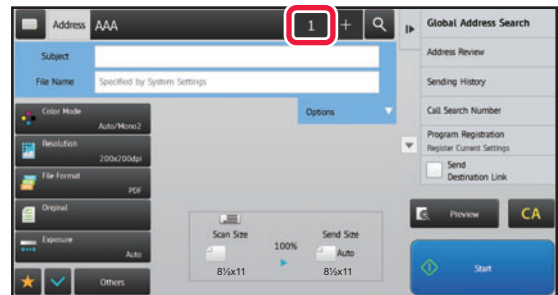 Address AAA 1 +
Subject
File Name Specified by System Settings
Options
Color Mode
Auto/Mono2
Resolution
200x200dpi
File Format
PDF
Original
Exposure
Auto
Others
Scan Size
8½x11
100%
Send Size
Auto
8½x11
Global Address Search
Address Review
Sending History
Call Search Number
Program Registration
Register Current Settings
Send
Destination Link
Preview
CA
Start